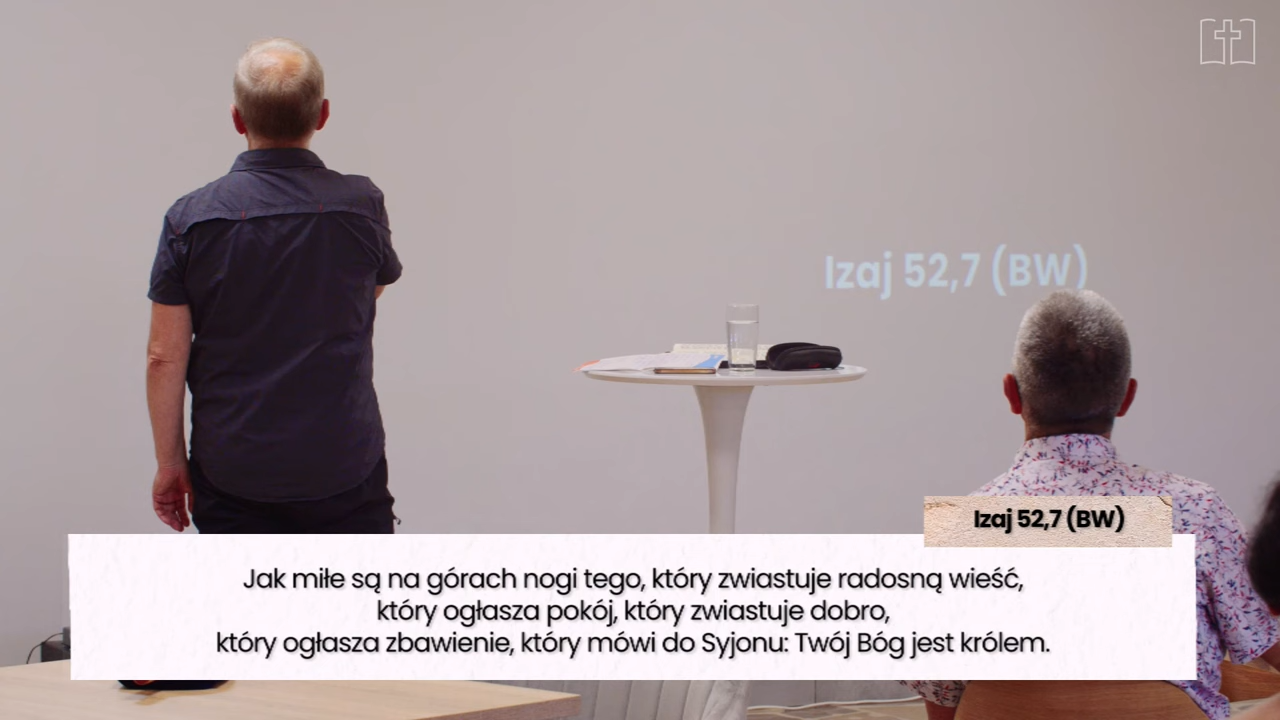 Izaj 52,7 (BW)
Izaj 52,7 (BW)
Jak miłe są na górach nogi tego, który zwiastuje radosną wieść,
który ogłasza pokój, który zwiastuje dobro,
który ogłasza zbawienie, który mówi do Syjonu: Twój Bóg jest królem.